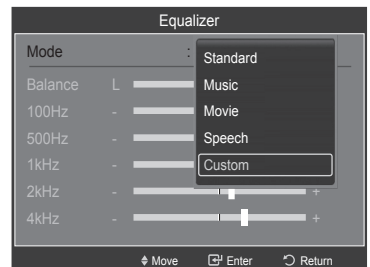 Equalizer
Mode :
Standard
Music
Movie
Speech
Custom
Balance L
100Hz -
500Hz -
1kHz -
2kHz - +
4kHz - +
Move Enter Return